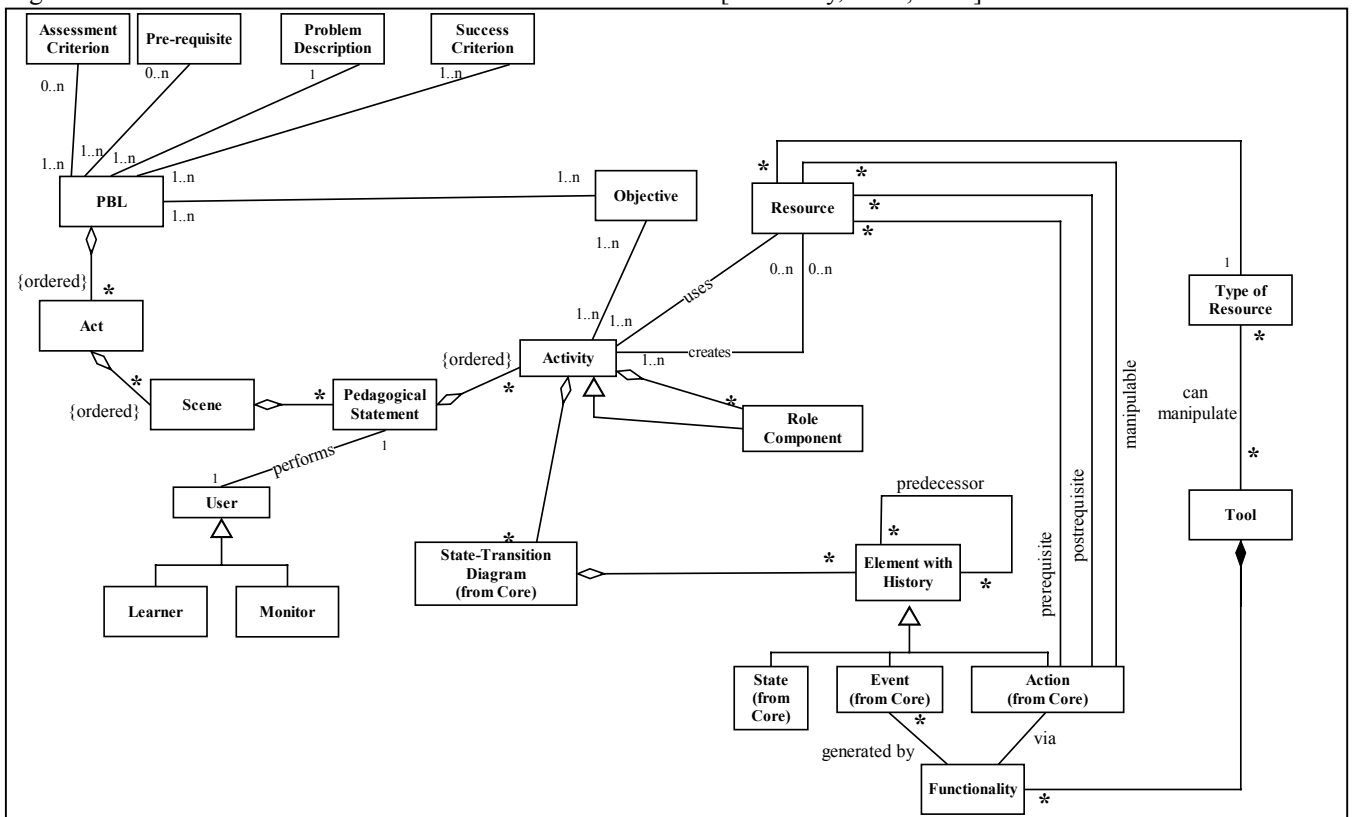 Assessment
Criterion
Pre-requisite
Problem
Description
Success
Criterion
0..n
0..n
1
1..n
1..n
1..n
1..n
1..n
PBL
1..n
1..n
Objective
Resource
*
*
*
*
{ordered}
*
1..n
0..n
0..n
1
Type of
Resource
*
Act
uses
1..n
1..n
{ordered}
*
Activity
creates
1..n
manipulable
can
manipulate
*
{ordered}
Scene
*
Pedagogical
Statement
*
Role
Component
performs
1
1
User
predecessor
*
*
*
Tool
State-Transition
Diagram
(from Core)
*
Element with
History
prerequisite
postrequisite
*
Learner
Monitor
State
(from
Core)
Event
(from Core)
Action
(from Core)
*
generated by
via
Functionality
*